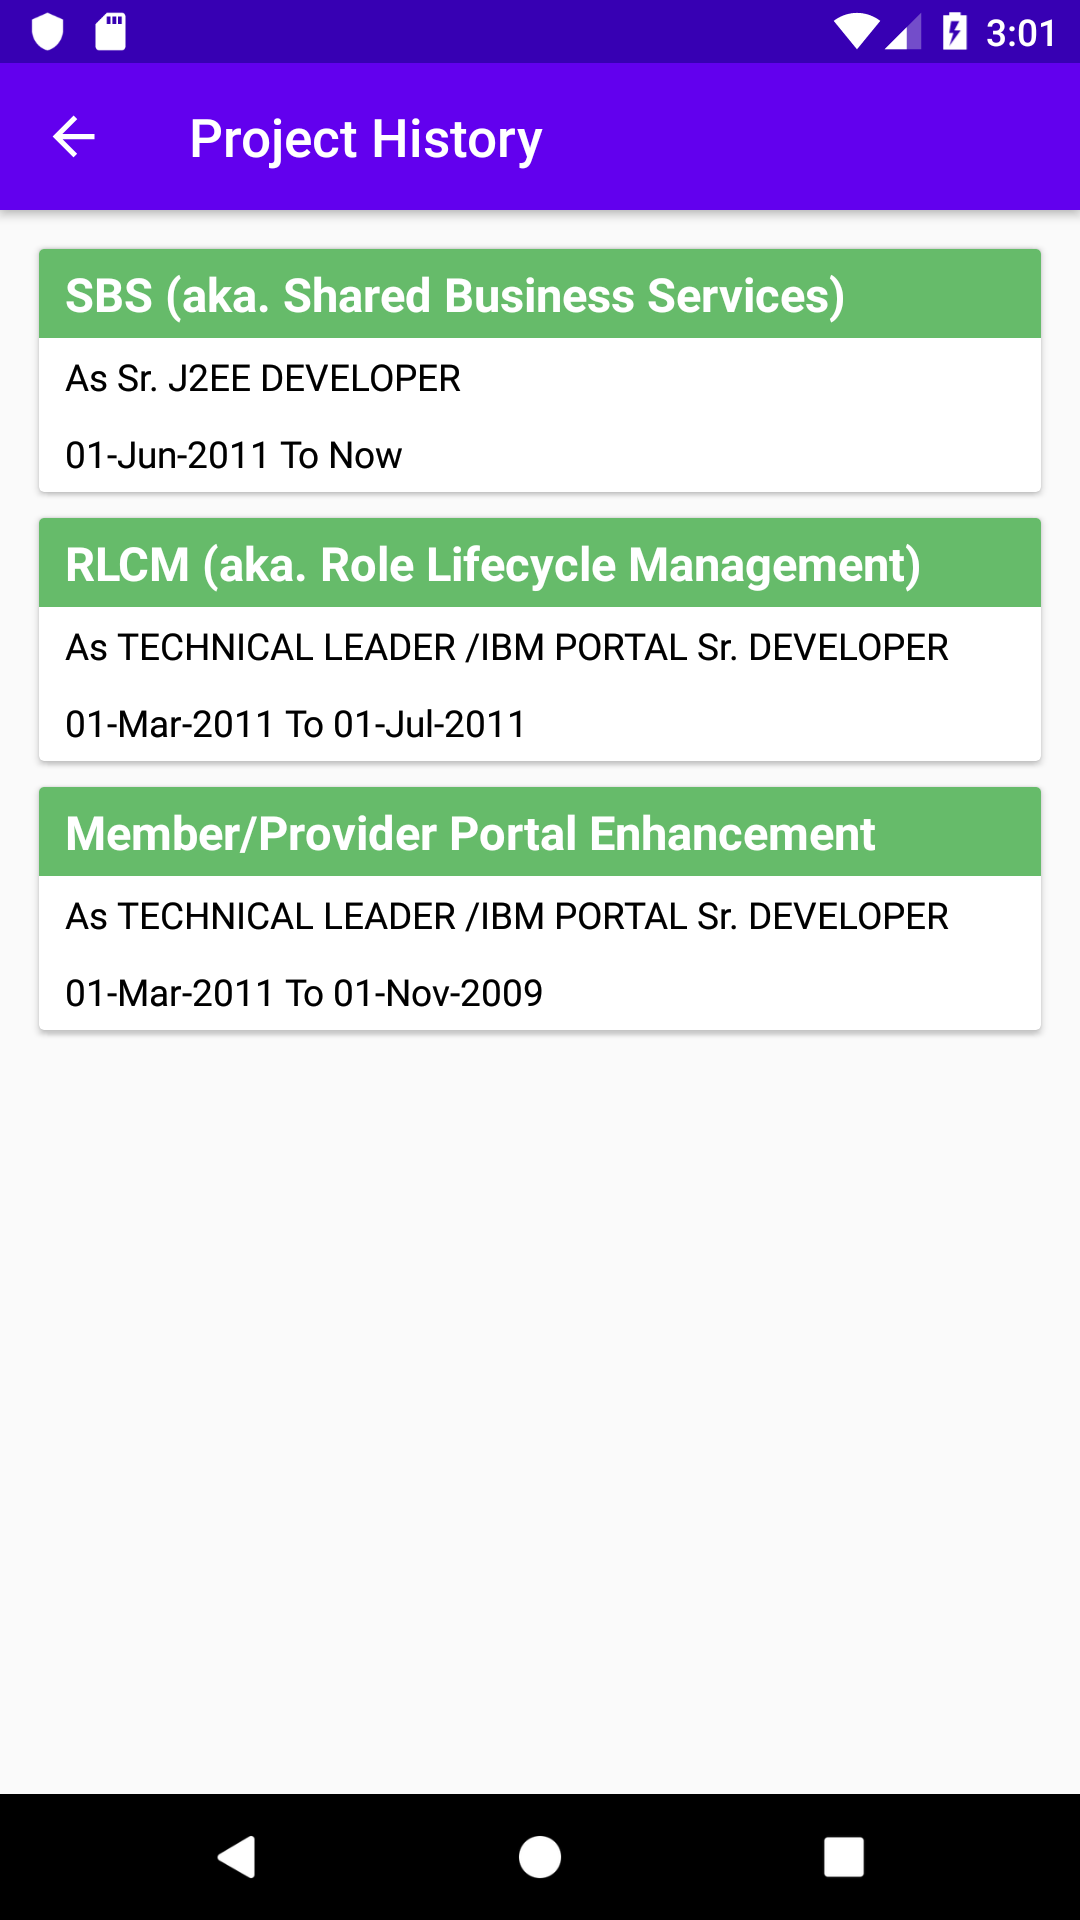 3:01
Project History
SBS (aka. Shared Business Services)
As Sr. J2EE DEVELOPER
01-Jun-2011 To Now
RLCM (aka. Role Lifecycle Management)
As TECHNICAL LEADER /IBM PORTAL Sr. DEVELOPER
01-Mar-2011 To 01-Jul-2011
Member/Provider Portal Enhancement
As TECHNICAL LEADER /IBM PORTAL Sr. DEVELOPER
01-Mar-2011 To 01-Nov-2009